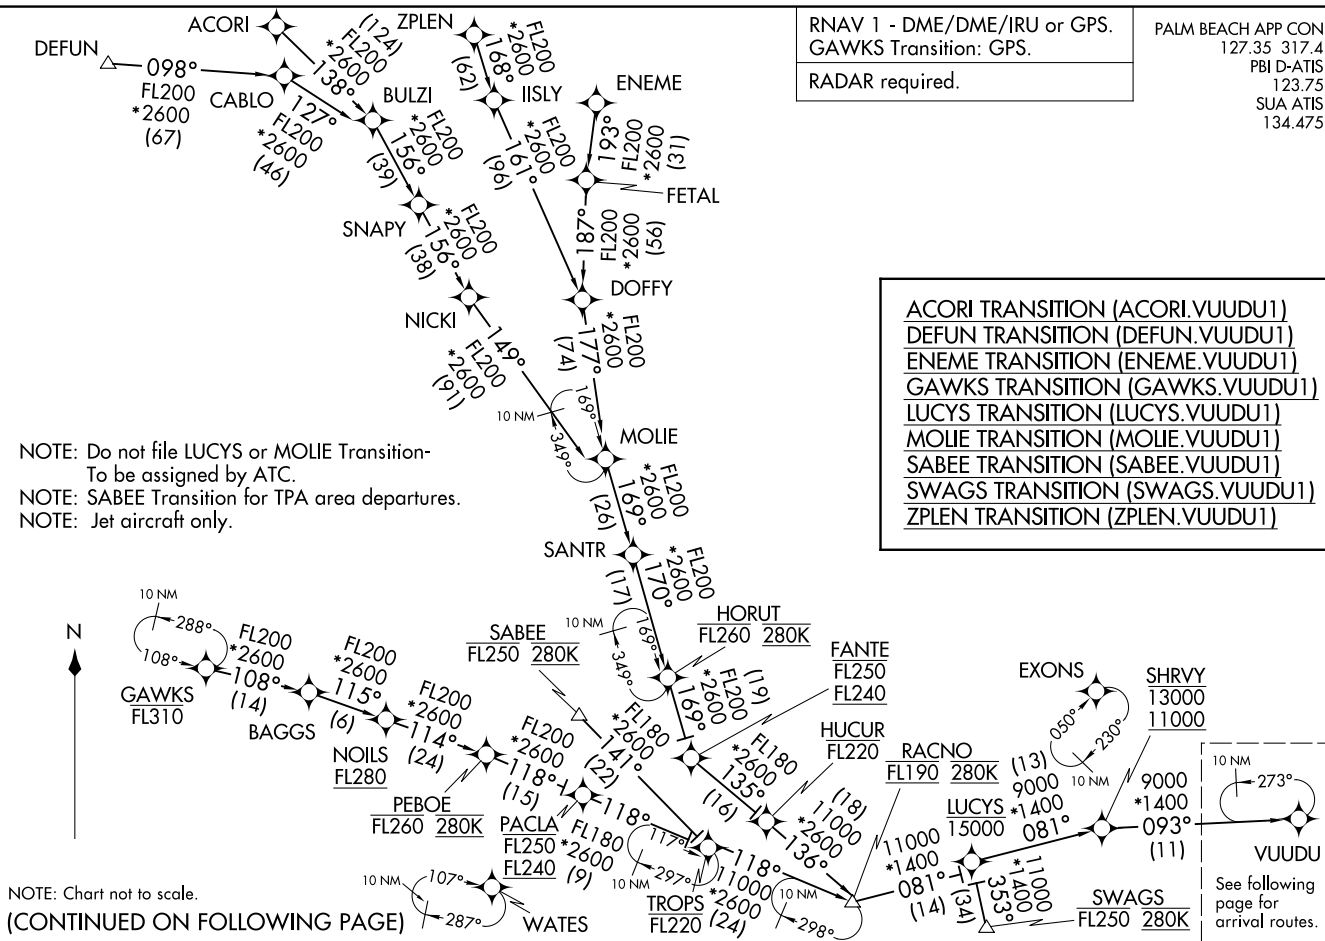 RNAV 1 - DME/DME/IRU or GPS.
GAWKS Transition: GPS.
RADAR required.
PALM BEACH APP CON
127.35 317.4
PBI D-ATIS
123.75
SUA ATIS
134.475
ACORI
DEFUN
098°
FL200
*2600
(67)
CABLO
(124)
FL200
*2600
138°
127°
FL200
*2600
(46)
BULZI
FL200
*2600
156°
(39)
SNAPY
FL200
*2600
156°
(38)
NICKI
149°
FL200
*2600
(91)
ZPLEN
FL200
*2600
168°
(62)
IISLY
FL200
*2600
161°
(96)
ENEME
193°
FL200
*2600
(31)
FETAL
187°
FL200
*2600
(56)
DOFFY
FL200
*2600
177°
(74)
10 NM
169°
349°
MOLIE
FL200
*2600
169°
(26)
SANTR
FL200
*2600
170°
(17)
10 NM
169°
349°
HORUT
FL260 280K
(19)
FL200
*2600
169°
FANTE
FL250
FL240
FL180
*2600
135°
(16)
HUCUR
FL220
(18)
11000
*2600
136°
ACORI TRANSITION (ACORI.VUUDU1)
DEFUN TRANSITION (DEFUN.VUUDU1)
ENEME TRANSITION (ENEME.VUUDU1)
GAWKS TRANSITION (GAWKS.VUUDU1)
LUCYS TRANSITION (LUCYS.VUUDU1)
MOLIE TRANSITION (MOLIE.VUUDU1)
SABEE TRANSITION (SABEE.VUUDU1)
SWAGS TRANSITION (SWAGS.VUUDU1)
ZPLEN TRANSITION (ZPLEN.VUUDU1)
NOTE: Do not file LUCYS or MOLIE Transition-
To be assigned by ATC.
NOTE: SABEE Transition for TPA area departures.
NOTE: Jet aircraft only.
N
10 NM
288°
108°
GAWKS
FL310
FL200
*2600
108°
(14)
BAGGS
FL200
*2600
115°
(6)
NOJLS
FL280
FL200
*2600
114°
(24)
PEBOE
FL260 280K
FL200
*2600
118°
(15)
PACLA
FL250
FL240
118°
FL180
*2600
(9)
SABEE
FL250 280K
FL180
*2600
141°
(22)
117°
297°
10 NM
TROPS
FL220
118°
11000
*2600
(24)
10 NM
298°
RACNO
FL190 280K
11000
*1400
081°
(14)
LUCYS
15000
(13)
9000
*1400
081°
EXONS
050°
230°
10 NM
SHRVY
13000
11000
9000
*1400
093°
(11)
10 NM
273°
VUUDU
See following
page for
arrival routes.
11000
*1400
353°
(34)
SWAGS
FL250 280K
10 NM
107°
287°
WATES
NOTE: Chart not to scale.
(CONTINUED ON FOLLOWING PAGE)